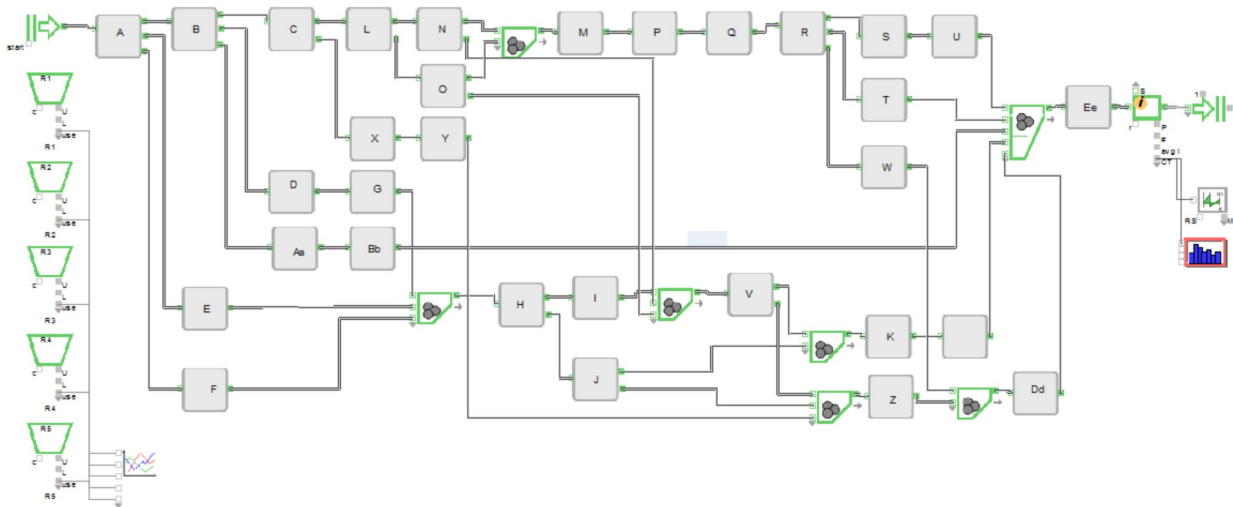 start
A
B
C
L
N
M
P
Q
R
S
U
O
T
Ee
X
Y
W
D
G
Aa
Bb
E
H
I
V
K
J
F
Z
Dd
R1
c
U
L
use
R1
R2
c
U
L
use
R2
R3
c
U
L
use
R3
R4
c
U
L
use
R4
R5
c
U
L
use
R5
S
i
r
P
#
avg i
CT
1
RS
M